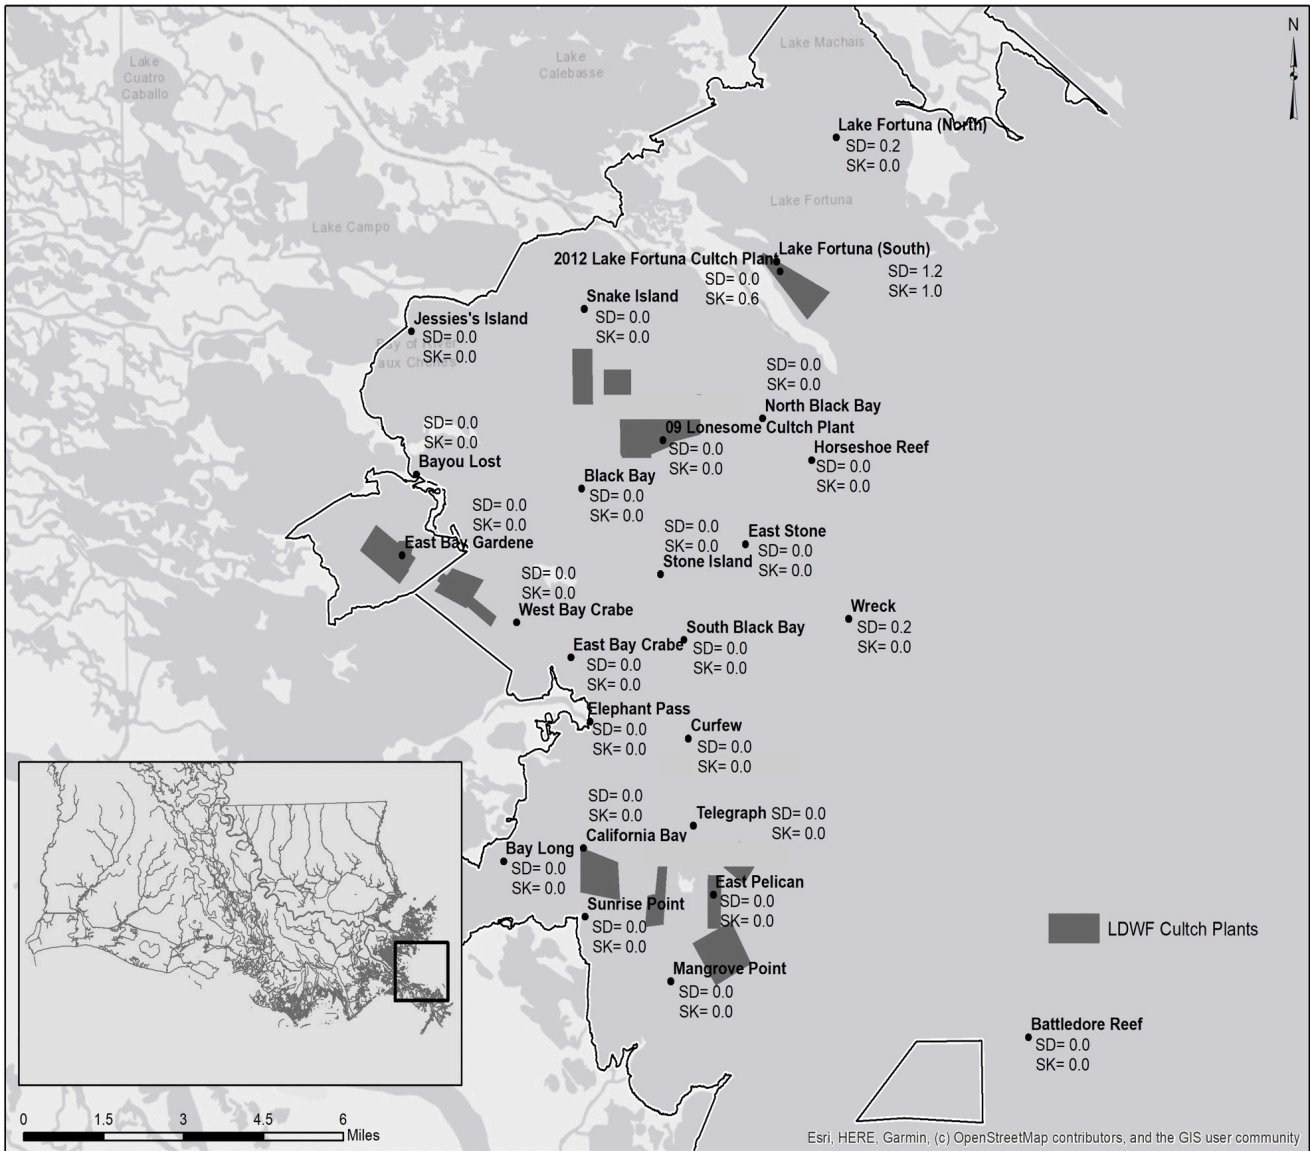 N
Lake Machais
Lake
Cuatro
Caballo
Lake
Calebasse
Lake Fortuna (North)
SD= 0.2
SK= 0.0
Lake Fortuna
Lake Campo
Lake Fortuna (South)
SD= 1.2
SK= 1.0
2012 Lake Fortuna Cultch Plant
SD= 0.0
SK= 0.6
Snake Island
SD= 0.0
SK= 0.0
Jessies's Island
SD= 0.0
SK= 0.0
Bay of River
aux Chenes
SD= 0.0
SK= 0.0
North Black Bay
09 Lonesome Cultch Plant
SD= 0.0
SK= 0.0
Horseshoe Reef
SD= 0.0
SK= 0.0
SD= 0.0
SK= 0.0
Bayou Lost
Black Bay
SD= 0.0
SK= 0.0
SD= 0.0
SK= 0.0
East Bay Gardene
SD= 0.0
SK= 0.0
Stone Island
East Stone
SD= 0.0
SK= 0.0
SD= 0.0
SK= 0.0
West Bay Crabe
Wreck
SD= 0.2
SK= 0.0
South Black Bay
SD= 0.0
SK= 0.0
East Bay Crabe
SD= 0.0
SK= 0.0
Elephant Pass
SD= 0.0
SK= 0.0
Curfew
SD= 0.0
SK= 0.0
SD= 0.0
SK= 0.0
California Bay
Telegraph SD= 0.0
SK= 0.0
Bay Long
SD= 0.0
SK= 0.0
East Pelican
SD= 0.0
SK= 0.0
Sunrise Point
SD= 0.0
SK= 0.0
LDWF Cultch Plants
Mangrove Point
SD= 0.0
SK= 0.0
Battledore Reef
SD= 0.0
SK= 0.0
0 1.5 3 4.5 6
Miles
Esri, HERE, Garmin, (c) OpenStreetMap contributors, and the GIS user community